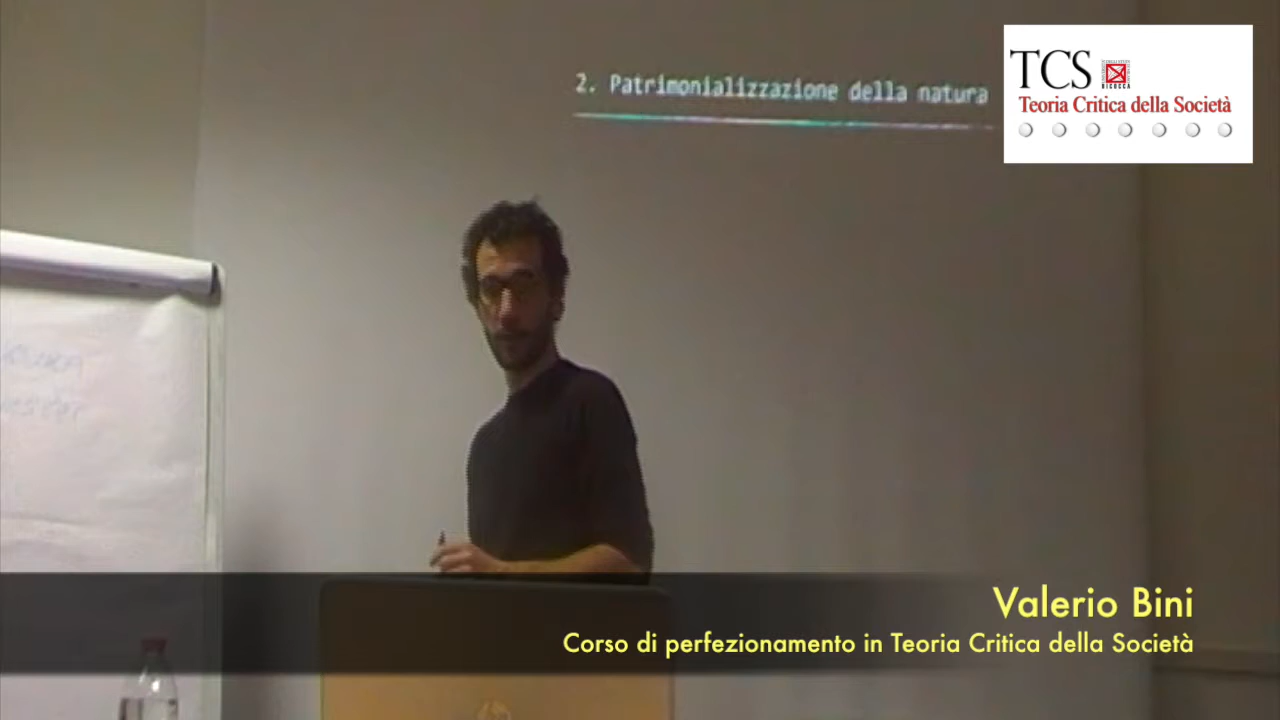 2. Patrimonializzazione della natura
TCS
BICOCCA
Teoria Critica della Società
Valerio Bini
Corso di perfezionamento in Teoria Critica della Società